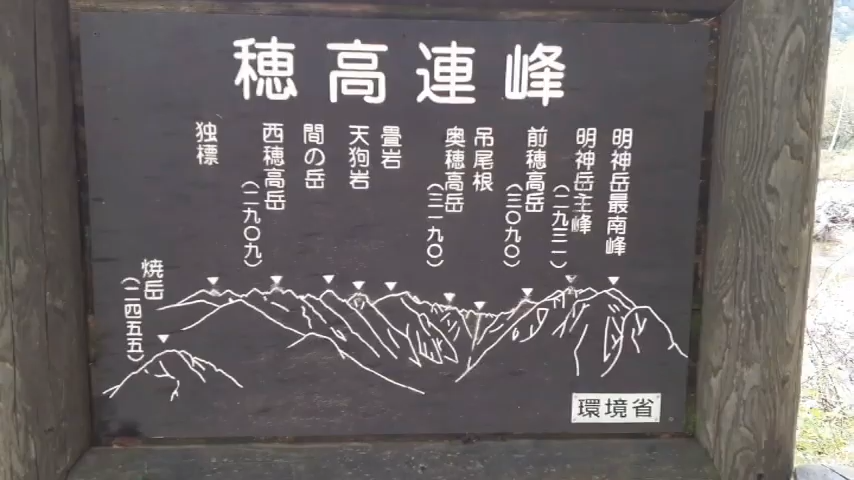 穂高連峰
明神岳最南峰
明神岳主峰
(二九三一)
前穂高岳
(三〇九〇)
吊尾根
奥穂高岳
(三一九〇)
畳岩
天狗岩
間の岳
西穂高岳
(二九〇九)
独標
焼岳
(二四五五)
環境省